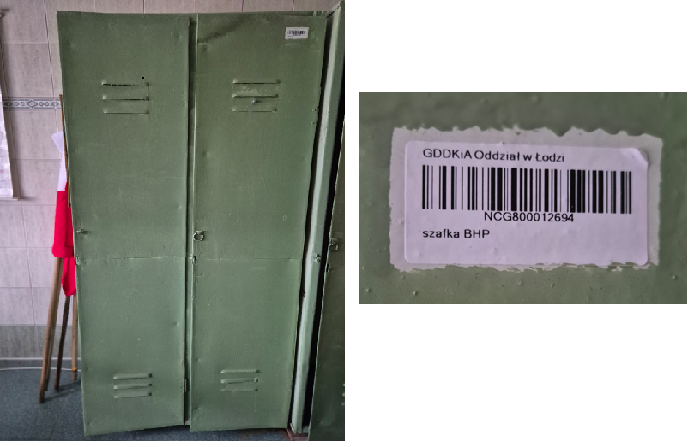 GDDKiA Oddział w Łodzi
NCG800012694
szafka BHP